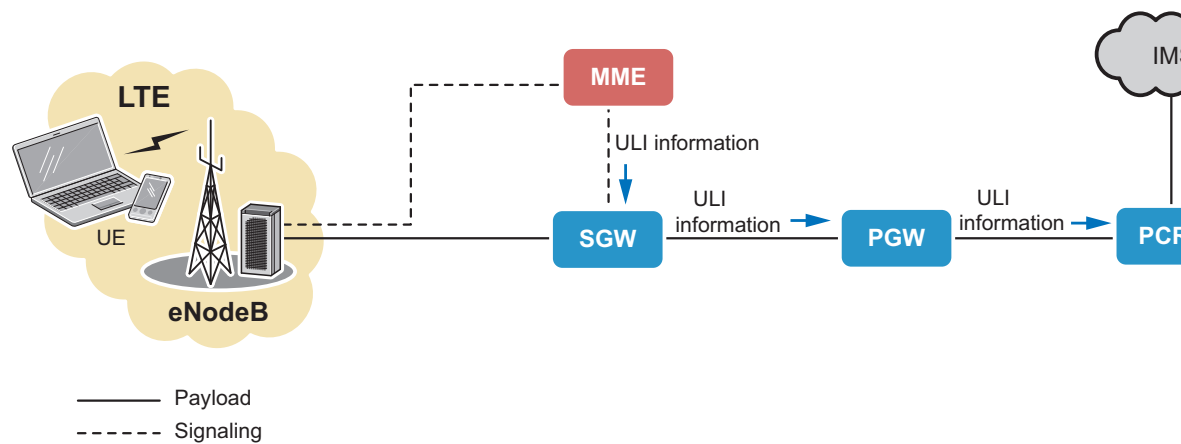 LTE
UE
eNodeB
MME
ULI information
SGW
ULI
information
PGW
ULI
information
Payload
Signaling